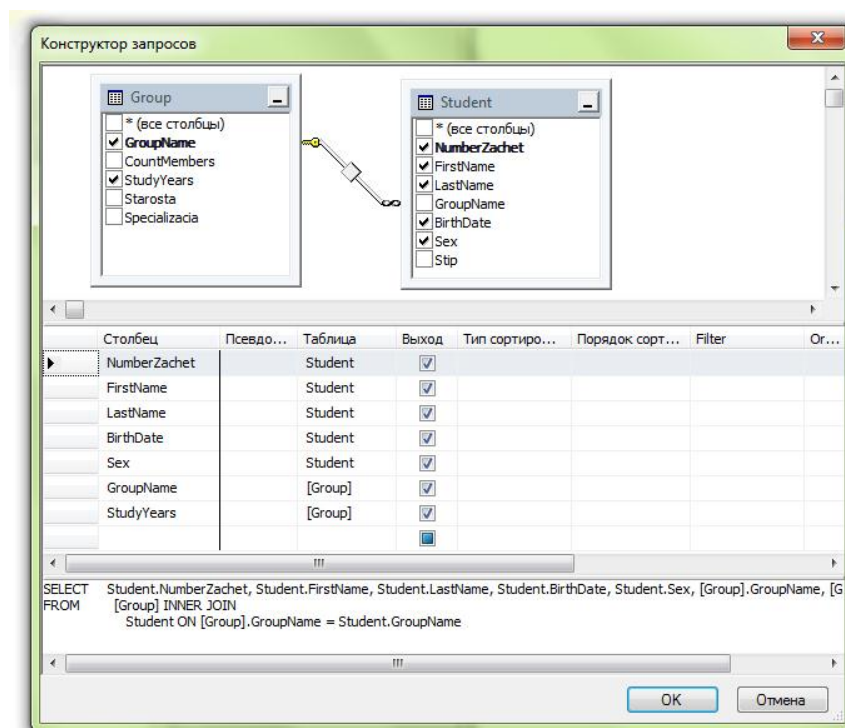 Конструктор запросов
Group
* (все столбцы)
GroupName
CountMembers
StudyYears
Starosta
Specializacia
Student
* (все столбцы)
NumberZachet
FirstName
LastName
GroupName
BirthDate
Sex
Stip
Столбец Псевдо... Таблица Выход Тип сортиро... Порядок сорт... Filter Or...
NumberZachet Student
FirstName Student
LastName Student
BirthDate Student
Sex Student
GroupName [Group]
StudyYears [Group]
SELECT Student.NumberZachet, Student.FirstName, Student.LastName, Student.BirthDate, Student.Sex, [Group].GroupName, [G
FROM [Group] INNER JOIN
Student ON [Group].GroupName = Student.GroupName
OK Отмена